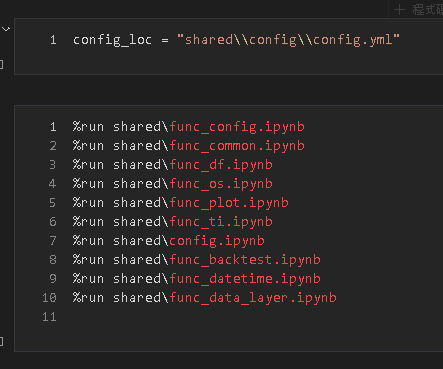 + 程式碼
1 config_loc = "shared\\config\\config.yml"
1 %run shared\func_config.ipynb
2 %run shared\func_common.ipynb
3 %run shared\func_df.ipynb
4 %run shared\func_os.ipynb
5 %run shared\func_plot.ipynb
6 %run shared\func_ti.ipynb
7 %run shared\config.ipynb
8 %run shared\func_backtest.ipynb
9 %run shared\func_datetime.ipynb
10 %run shared\func_data_layer.ipynb
11